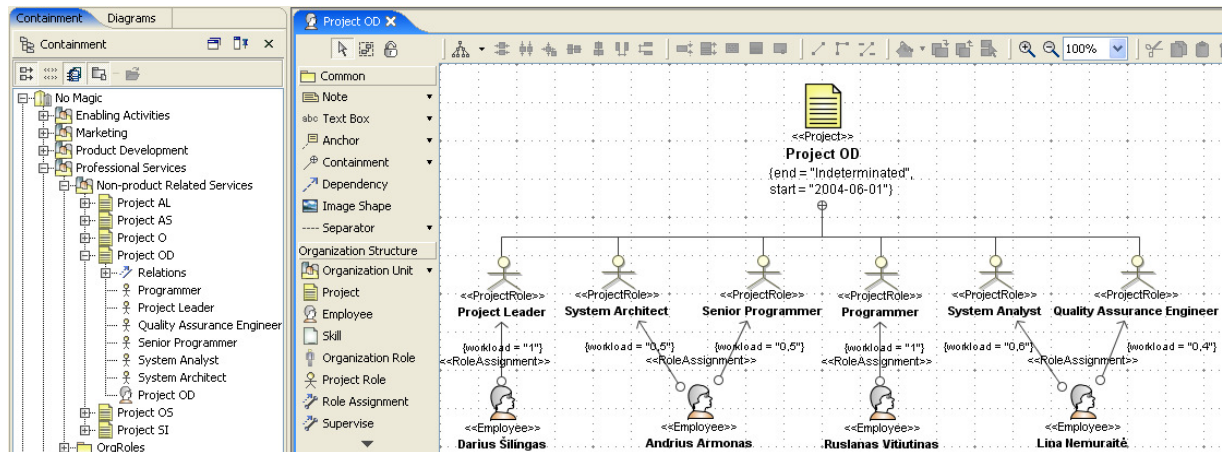 Containment
Diagrams
Containment
No Magic
Enabling Activities
Marketing
Product Development
Professional Services
Non-product Related Services
Project AL
Project AS
Project O
Project OD
Relations
Programmer
Project Leader
Quality Assurance Engineer
Senior Programmer
System Analyst
System Architect
Project OD
Project OS
Project SI
OrgRoles
Project OD
100%
Common
Note
abc Text Box
Anchor
Containment
Dependency
Image Shape
Separator
Organization Structure
Organization Unit
Project
Employee
Skill
Organization Role
Project Role
Role Assignment
Supervise
<<Project>>
Project OD
{end = "Indeterminated",
start = "2004-06-01"}
<<ProjectRole>> <<ProjectRole>> <<ProjectRole>> <<ProjectRole>> <<ProjectRole>> <<ProjectRole>>
Project Leader System Architect Senior Programmer Programmer System Analyst Quality Assurance Engineer
{workload = "1"} {workload = "0,5"} {workload = "0,5"} {workload = "1"} {workload = "0,6"} {workload = "0,4"}
<<RoleAssignment>> <<RoleAssignment>> <<RoleAssignment>> <<RoleAssignment>>
<<Employee>> <<Employee>> <<Employee>> <<Employee>>
Darius Šilingas Andrius Armonas Ruslanas Vitiutinas Lina Nemuraitė